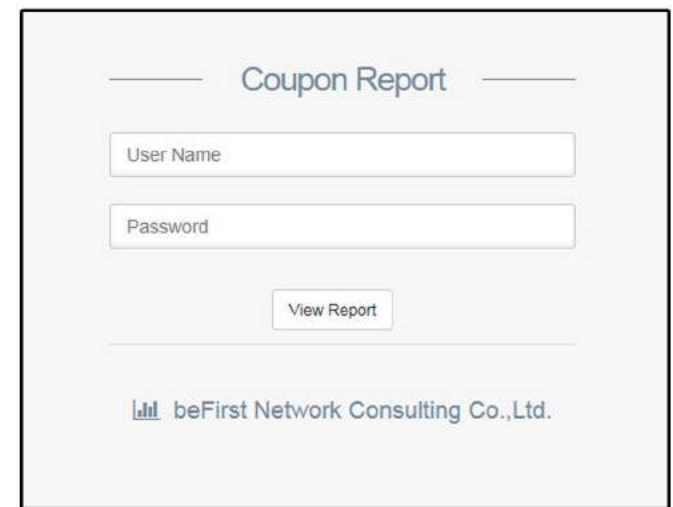 Coupon Report
User Name
Password
View Report
beFirst Network Consulting Co.,Ltd.